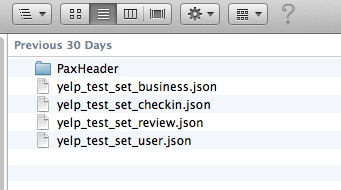 Previous 30 Days
PaxHeader
yelp_test_set_business.json
yelp_test_set_checkin.json
yelp_test_set_review.json
yelp_test_set_user.json